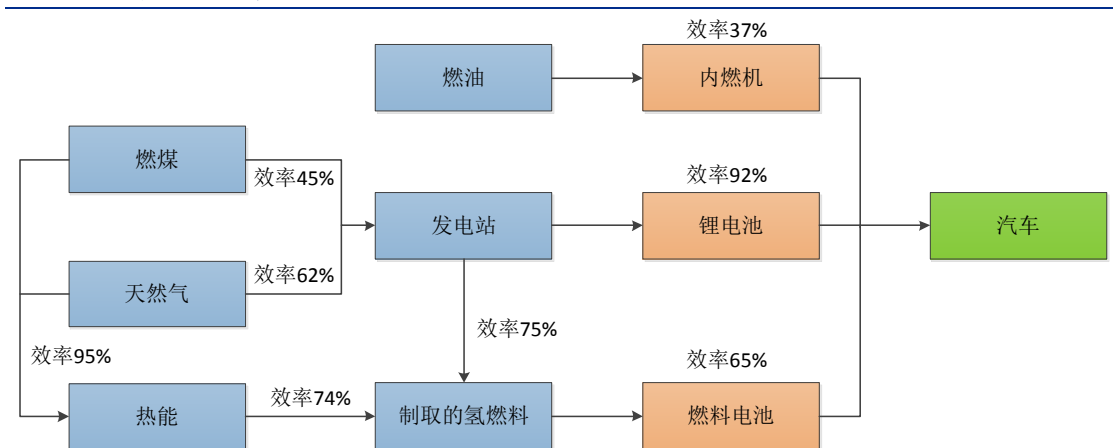 效率37%
燃油
内燃机
燃煤
效率45%
效率92%
发电站
锂电池
汽车
天然气
效率62%
效率75%
效率95%
效率65%
热能
效率74%
制取的氢燃料
燃料电池